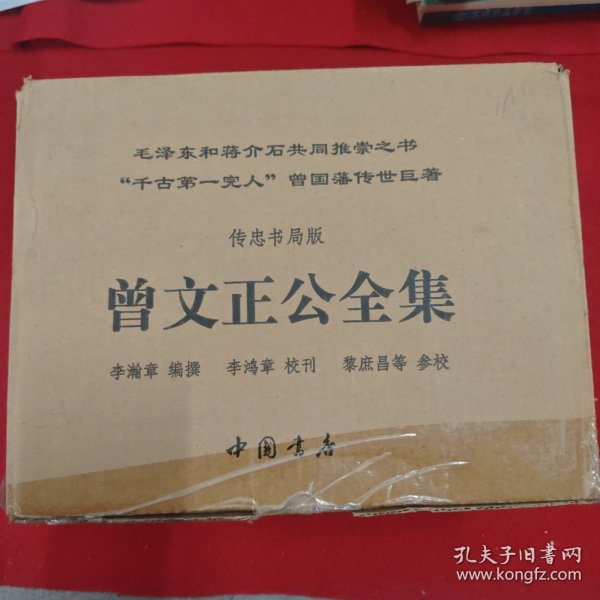 毛泽东和蒋介石共同推崇之书
“千古第一完人”曾国藩传世巨著
传忠书局版
曾文正公全集
李瀚章 编撰 李鸿章 校刊 黎庶昌等 参校
中国书店
孔夫子旧书网
www.kongfz.com